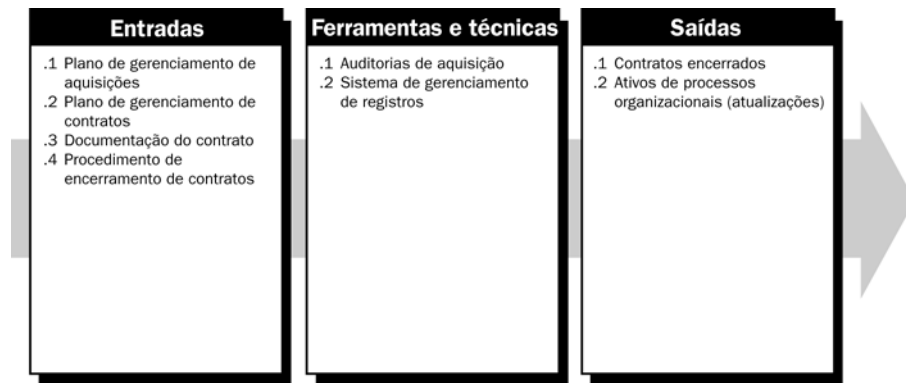 Entradas
.1 Plano de gerenciamento de
aquisições
.2 Plano de gerenciamento de
contratos
.3 Documentação do contrato
.4 Procedimento de
encerramento de contratos
Ferramentas e técnicas
.1 Auditorias de aquisição
.2 Sistema de gerenciamento
de registros
Saídas
.1 Contratos encerrados
.2 Ativos de processos
organizacionais (atualizações)